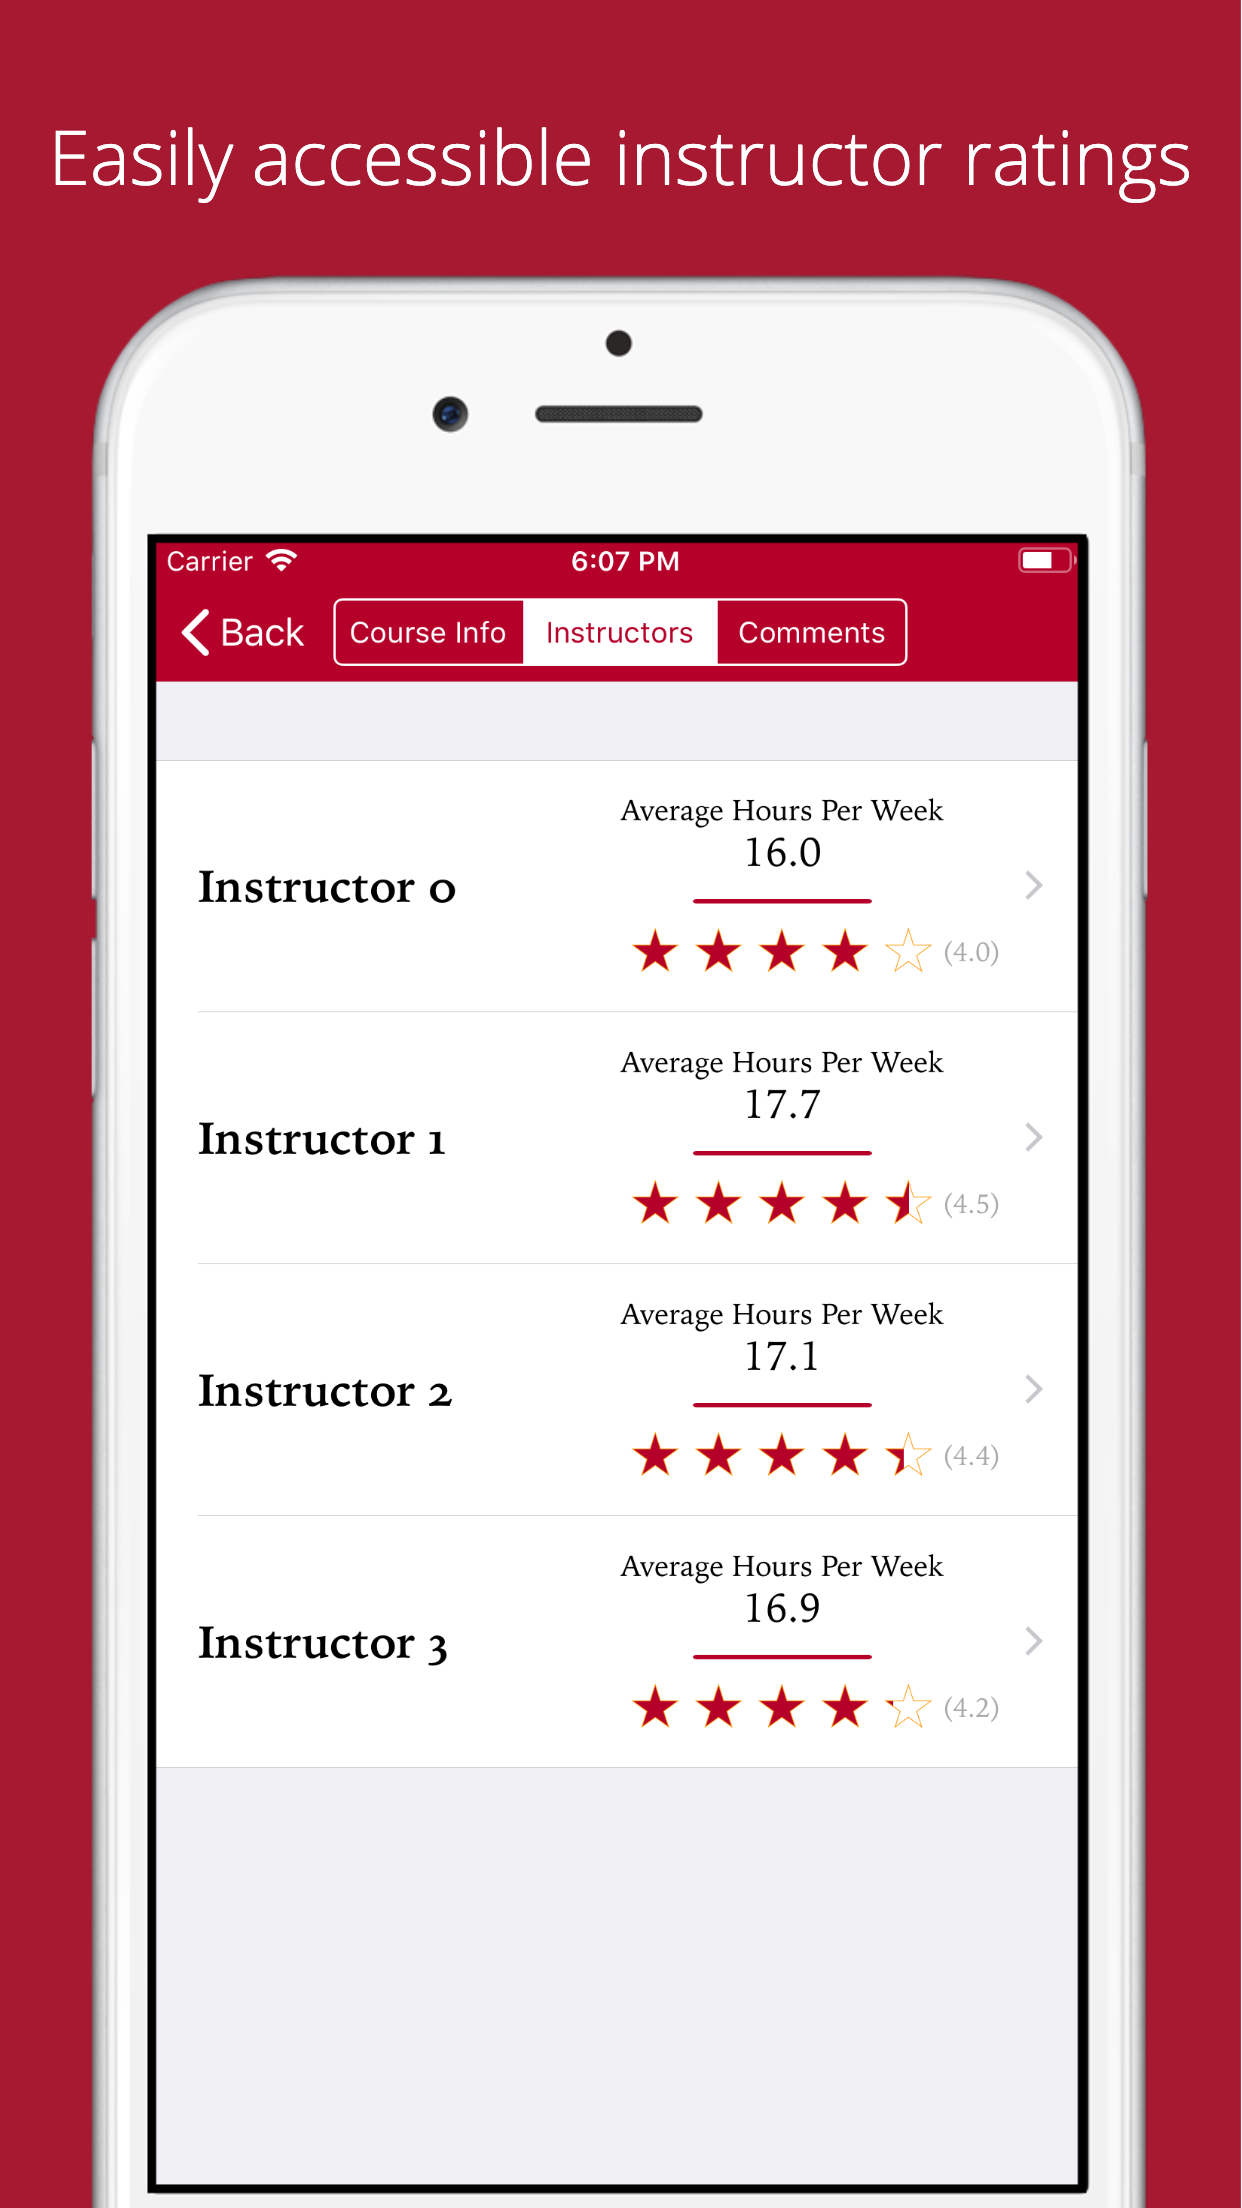 Easily accessible instructor ratings
Carrier 6:07 PM
Back Course Info Instructors Comments
Average Hours Per Week
16.0
Instructor 0
(4.0)
Average Hours Per Week
17.7
Instructor 1
(4.5)
Average Hours Per Week
17.1
Instructor 2
(4.4)
Average Hours Per Week
16.9
Instructor 3
(4.2)